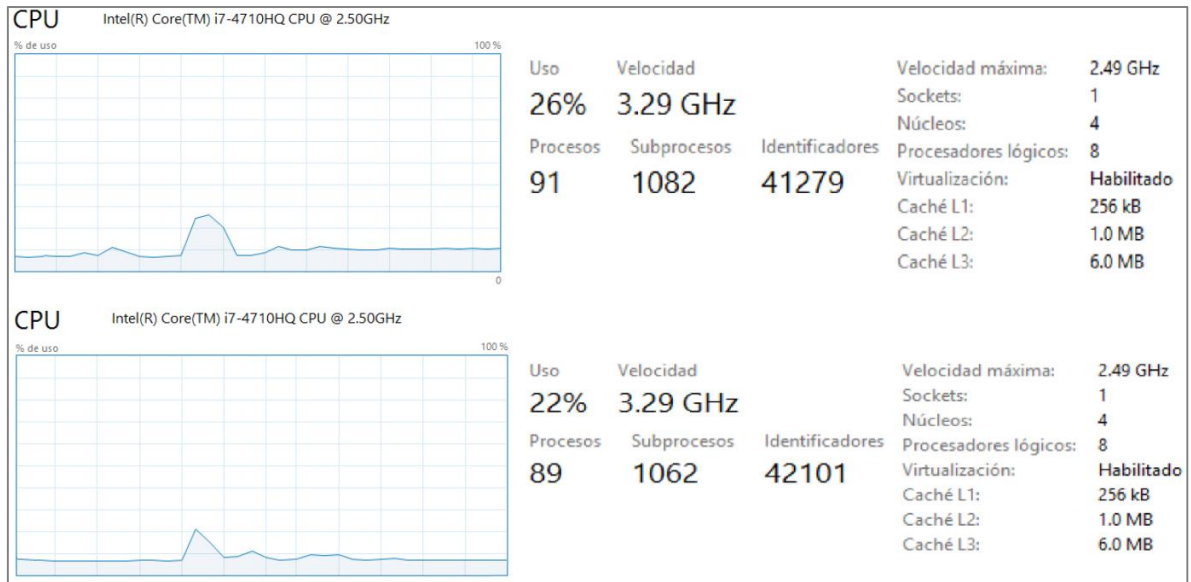 CPU Intel(R) Core(TM) i7-4710HQ CPU @ 2.50GHz
% de uso 100 %
Uso Velocidad Velocidad máxima: 2.49 GHz
26% 3.29 GHz Sockets: 1
Núcleos: 4
Procesos Subprocesos Identificadores Procesadores lógicos: 8
91 1082 41279 Virtualización: Habilitado
Caché L1: 256 kB
Caché L2: 1.0 MB
Caché L3: 6.0 MB
0
CPU Intel(R) Core(TM) i7-4710HQ CPU @ 2.50GHz
% de uso 100 %
Uso Velocidad Velocidad máxima: 2.49 GHz
22% 3.29 GHz Sockets: 1
Núcleos: 4
Procesos Subprocesos Identificadores Procesadores lógicos: 8
89 1062 42101 Virtualización: Habilitado
Caché L1: 256 kB
Caché L2: 1.0 MB
Caché L3: 6.0 MB